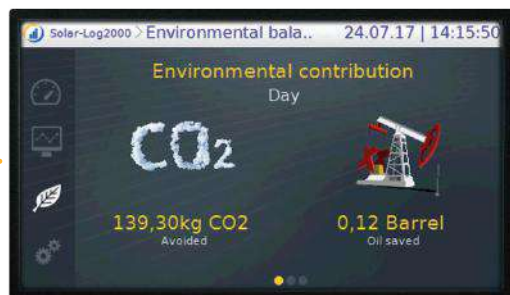 Solar-Log2000 > Environmental bala.. 24.07.17 | 14:15:50
Environmental contribution
Day
CO2
139,30kg CO2 0,12 Barrel
Avoided Oil saved